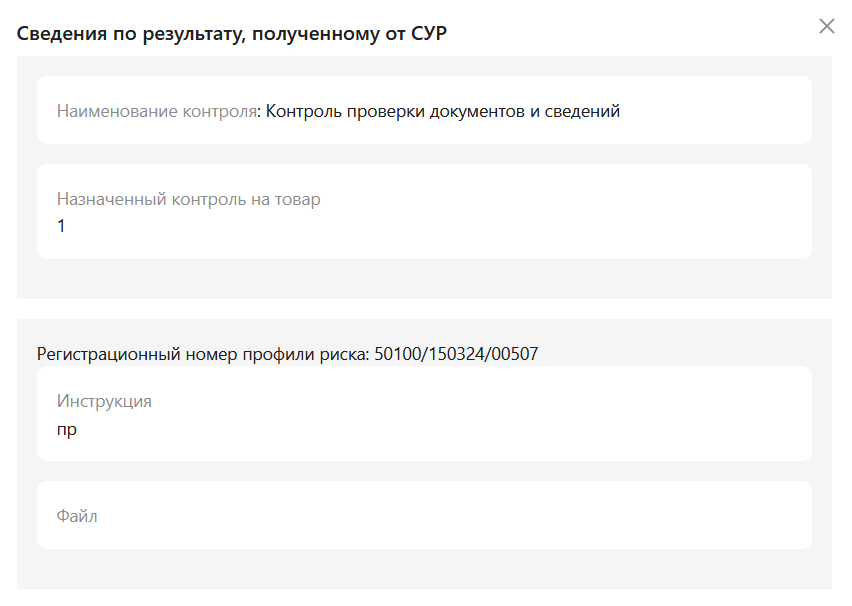 Сведения по результату, полученному от СУР
Наименование контроля: Контроль проверки документов и сведений
Назначенный контроль на товар
1
Регистрационный номер профили риска: 50100/150324/00507
Инструкция
пр
Файл